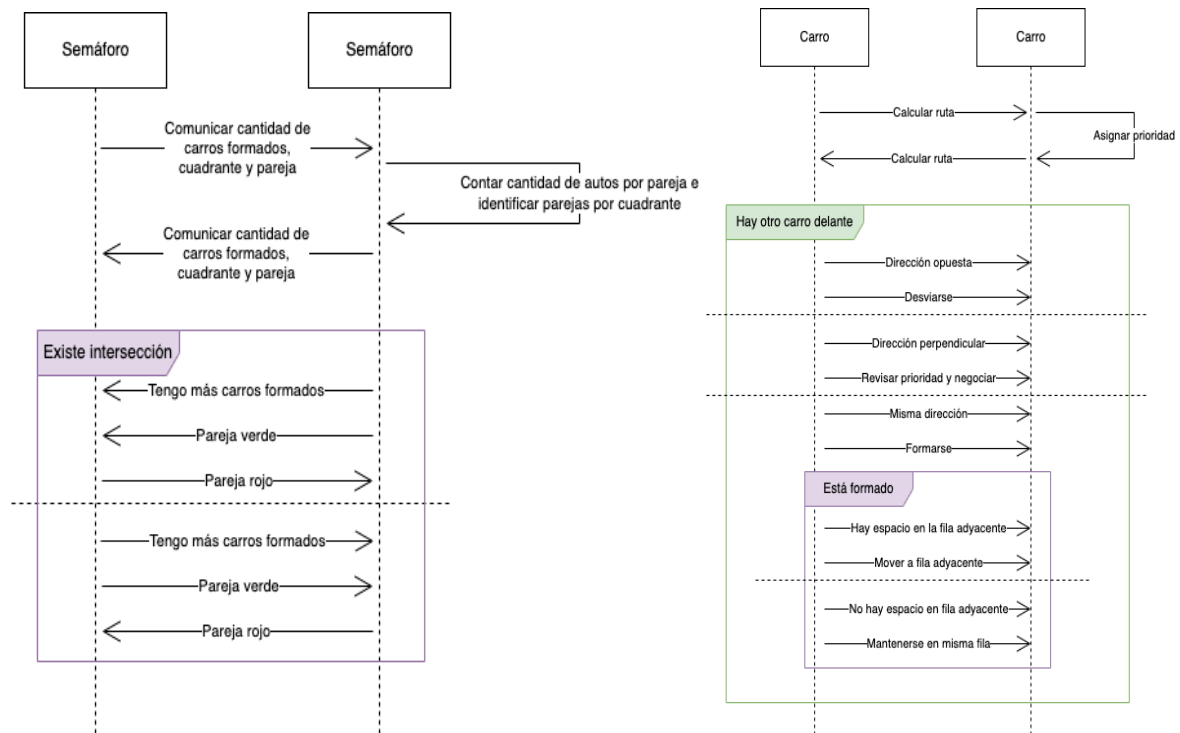 Semáforo
Semáforo
Comunicar cantidad de
carros formados,
cuadrante y pareja
Contar cantidad de autos por pareja e
identificar parejas por cuadrante
Comunicar cantidad de
carros formados,
cuadrante y pareja
Existe intersección
Tengo más carros formados
Pareja verde
Pareja rojo
Tengo más carros formados
Pareja verde
Pareja rojo
Carro
Carro
Calcular ruta
Asignar prioridad
Calcular ruta
Hay otro carro delante
Dirección opuesta
Desviarse
Dirección perpendicular
Revisar prioridad y negociar
Misma dirección
Formarse
Está formado
Hay espacio en la fila adyacente
Mover a fila adyacente
No hay espacio en fila adyacente
Mantenerse en misma fila